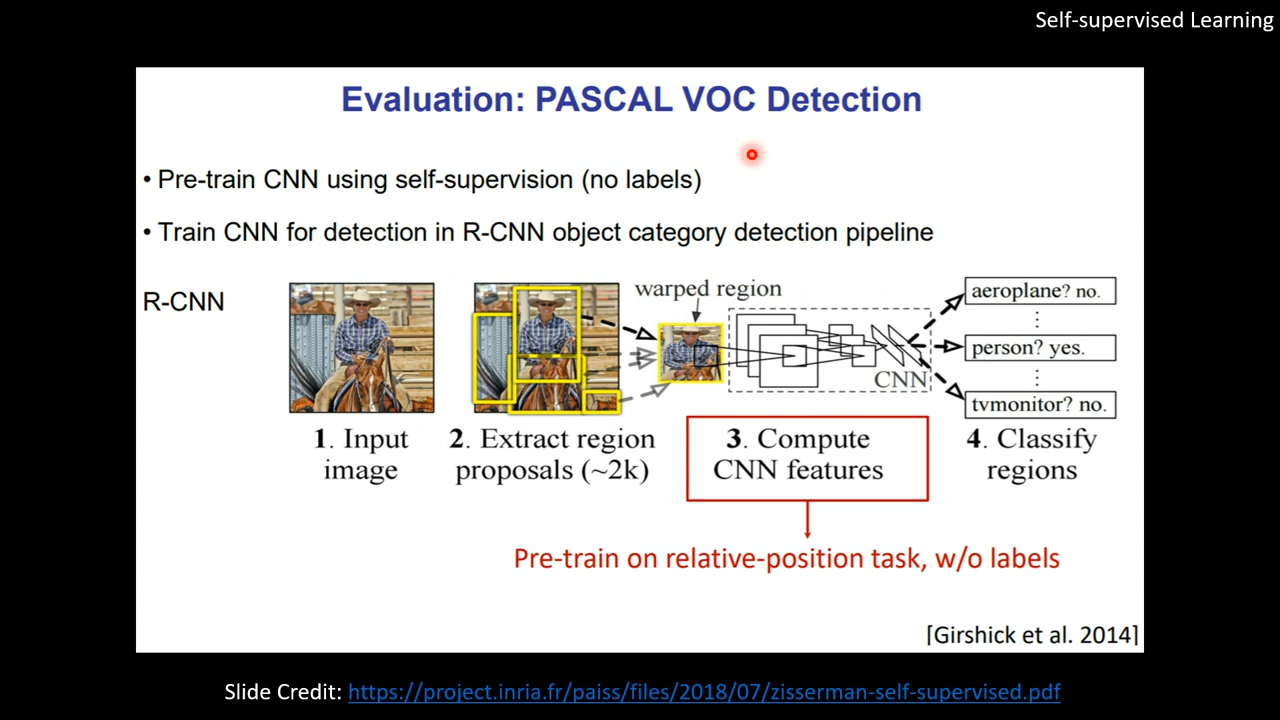 Self-supervised Learning
Evaluation: PASCAL VOC Detection
• Pre-train CNN using self-supervision (no labels)
• Train CNN for detection in R-CNN object category detection pipeline
R-CNN
warped region
aeroplane? no.
person? yes.
CNN
tvmonitor? no.
1. Input
image
2. Extract region
proposals (~2k)
3. Compute
CNN features
4. Classify
regions
Pre-train on relative-position task, w/o labels
[Girshick et al. 2014]
Slide Credit: https://project.inria.fr/paiss/files/2018/07/zisserman-self-supervised.pdf